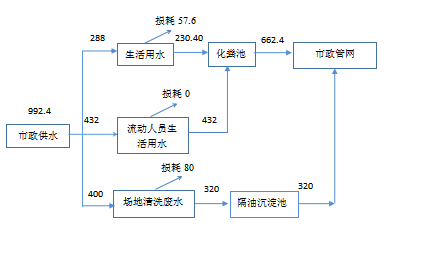 损耗 57.6
288
230.40
662.4
生活用水
化粪池
市政管网
损耗 0
992.4
432
432
市政供水
流动人员生
活用水
损耗 80
400
320
320
场地清洗废水
隔油沉淀池